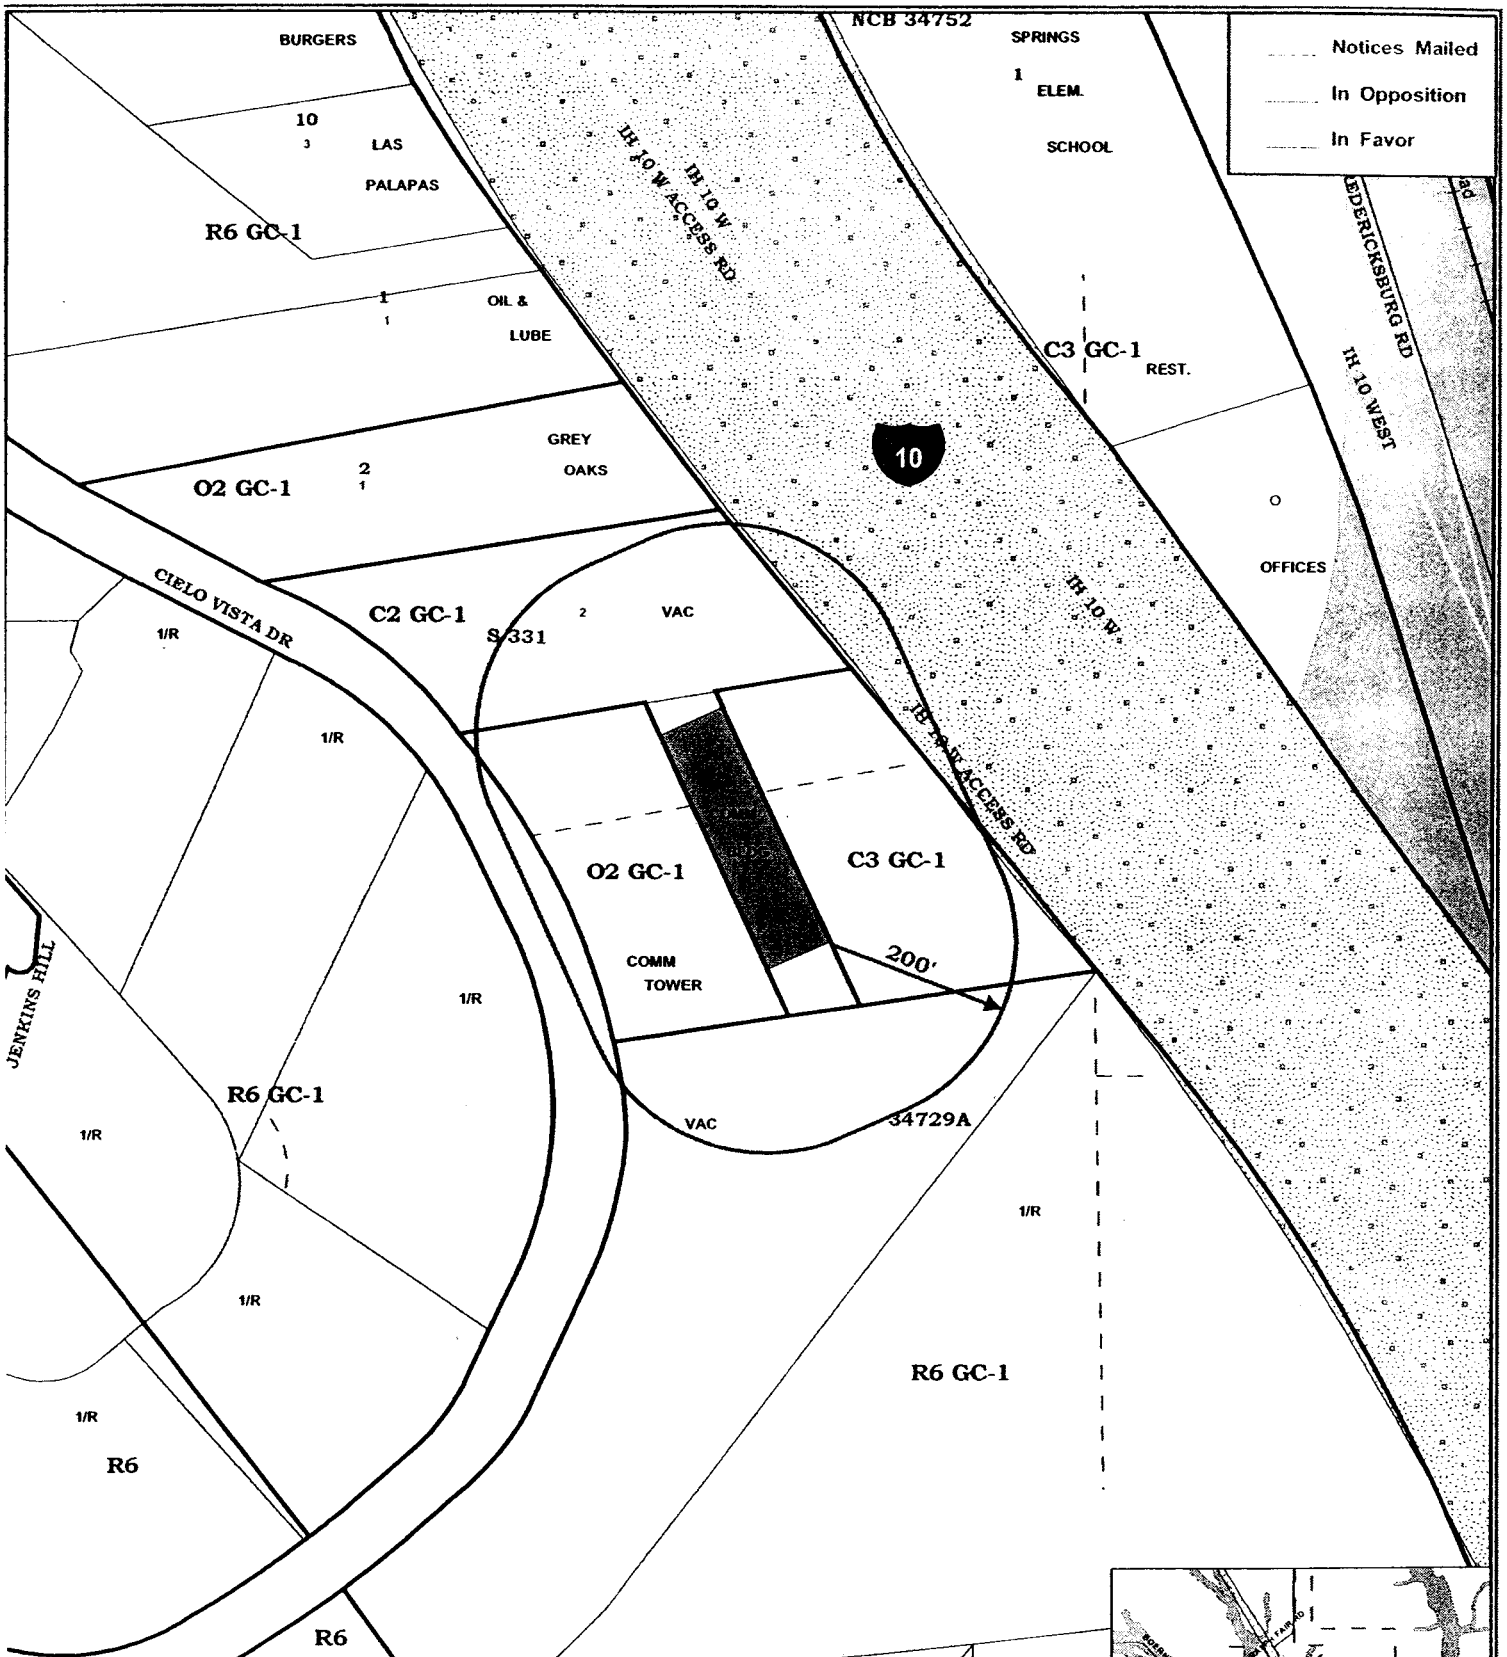 NCB 34752
BURGERS
SPRINGS
1
ELEM.
SCHOOL
Notices Mailed
In Opposition
In Favor
10
3
LAS
PALAPAS
R6 GC-1
IH 10 W
IH 10 W ACCESS RD
EDERICKSBURG RD
IH 10 WEST
1
1
OIL &
LUBE
C3 GC-1
REST.
GREY
OAKS
O2 GC-1
2
1
10
O
OFFICES
CIELO VISTA DR
C2 GC-1
S 331
2
VAC
IH 10 W
1/R
1/R
IH 10 W ACCESS RD
O2 GC-1
C3 GC-1
COMM
TOWER
200'
JENKINS HILL
1/R
R6 GC-1
1/R
VAC
34729A
1/R
1/R
R6 GC-1
1/R
R6
R6